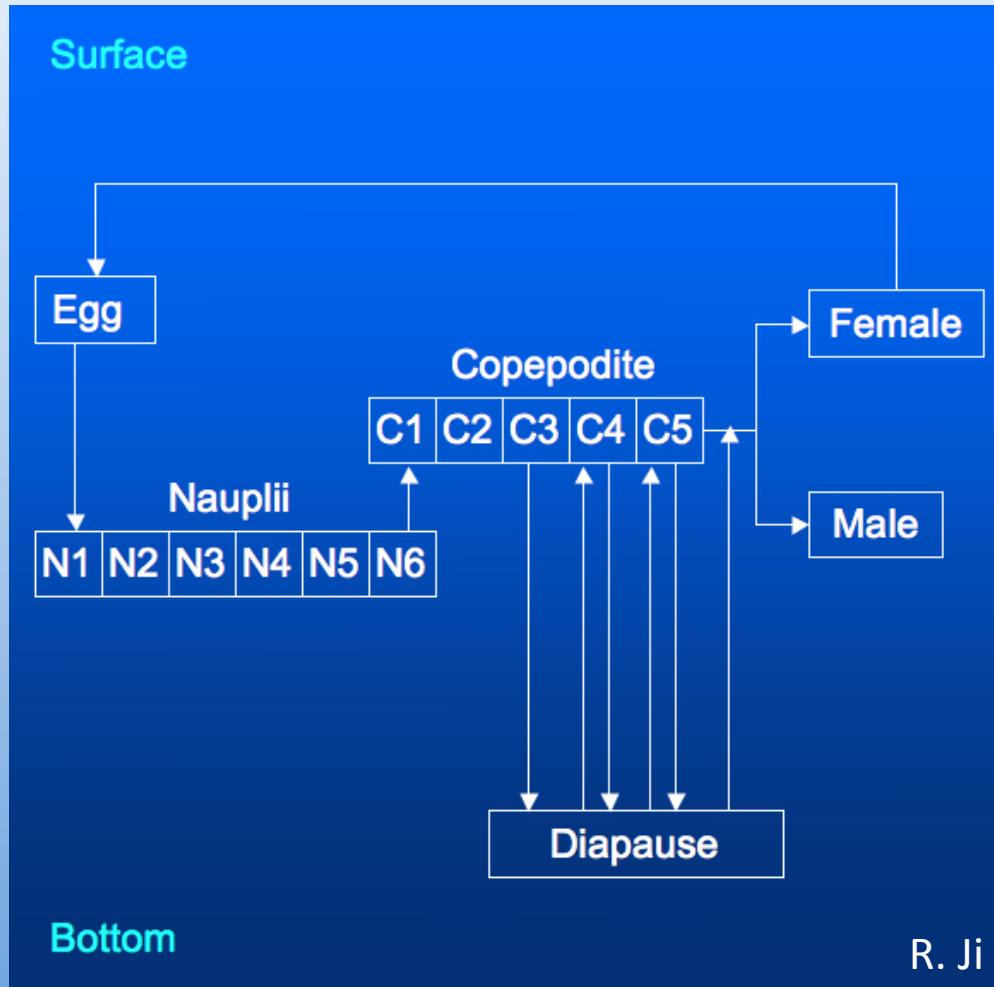 Surface
Egg
Female
Copepodite
C1 C2 C3 C4 C5
Nauplii
Male
N1 N2 N3 N4 N5 N6
Diapause
Bottom
R. Ji